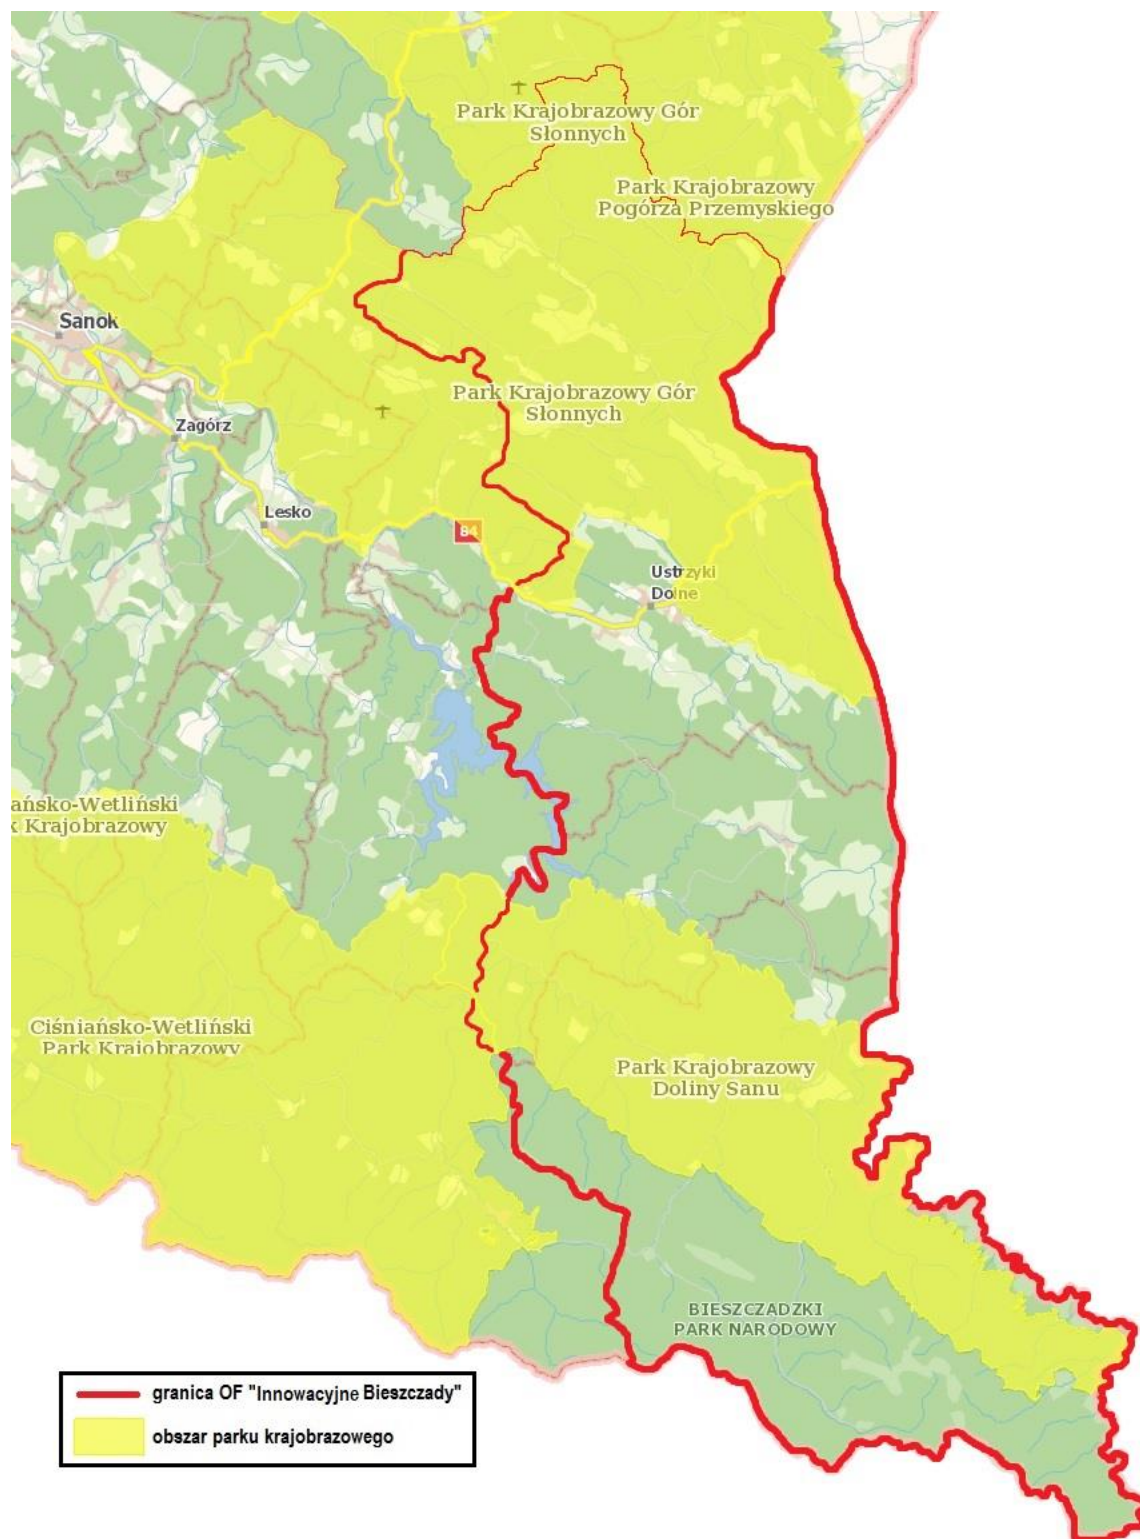 Park Krajobrazowy Gór
Słonnych
Park Krajobrazowy
Pogórza Przemyskiego
Sanok
Park Krajobrazowy Gór
Słonnych
Zagórz
Lesko
84
Ustrzyki
Dolne
ańsko-Wetliński
k Krajobrazowy
Ciśniańsko-Wetliński
Park Krajobrazowy
Park Krajobrazowy
Doliny Sanu
BIESZCZADZKI
PARK NARODOWY
granica OF "Innowacyjne Bieszczady"
obszar parku krajobrazowego